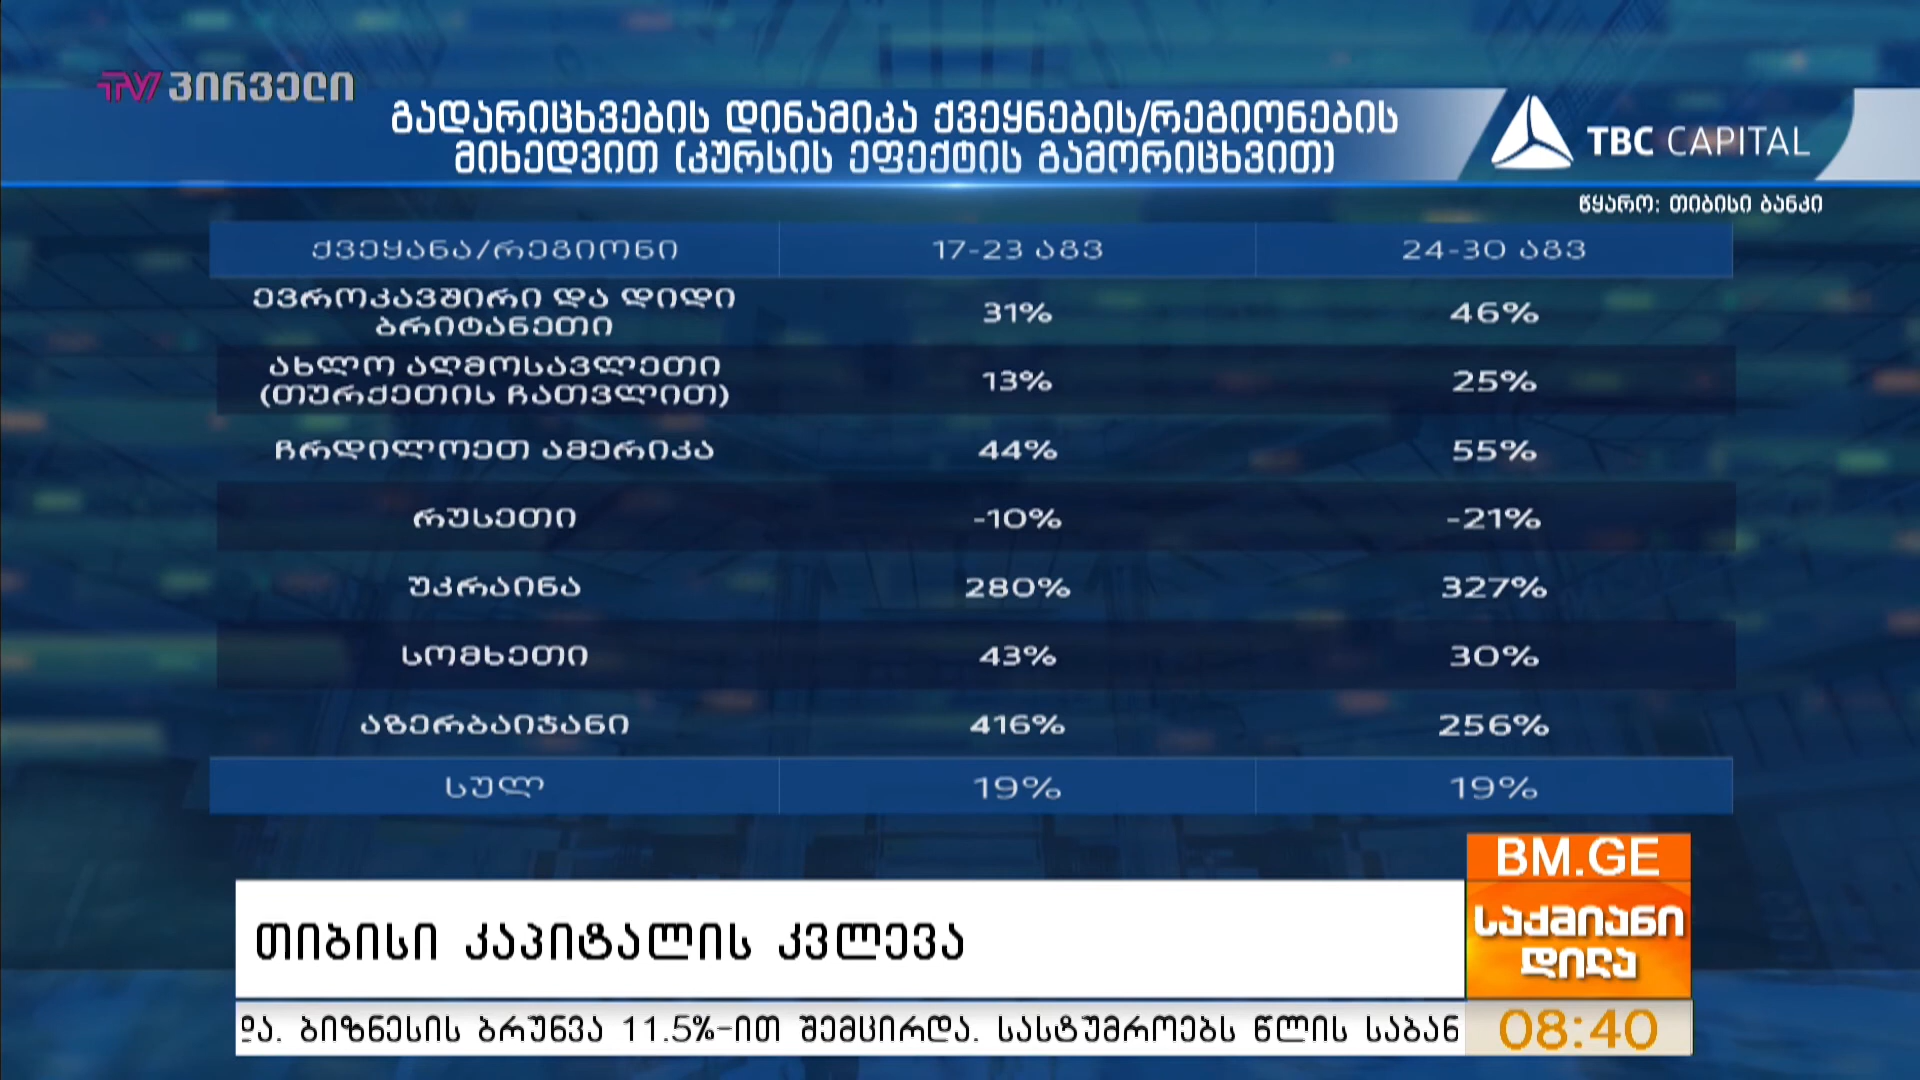 TV პირველი
გადარიცხვების დინამიკა ქვეყნების/რეგიონების
მიხედვით (კურსის ეფექტის გამორიცხვით)
TBC CAPITAL
წყარო: თიბისი ბანკი
ქვეყანა/რეგიონი 17-23 აგვ 24-30 აგვ
ევროკავშირი და დიდი
ბრიტანეთი 31% 46%
ახლო აღმოსავლეთი
(თურქეთის ჩათვლით) 13% 25%
ჩრდილოეთ ამერიკა 44% 55%
რუსეთი -10% -21%
უკრაინა 280% 327%
სომხეთი 43% 30%
აზერბაიჯანი 416% 256%
სულ 19% 19%
BM.GE
საქმიანი
დილა
თიბისი კაპიტალის კვლევა
და. ბიზნესის ბრუნვა 11.5%-ით შემცირდა. სასტუმროებს წლის საბან
08:40